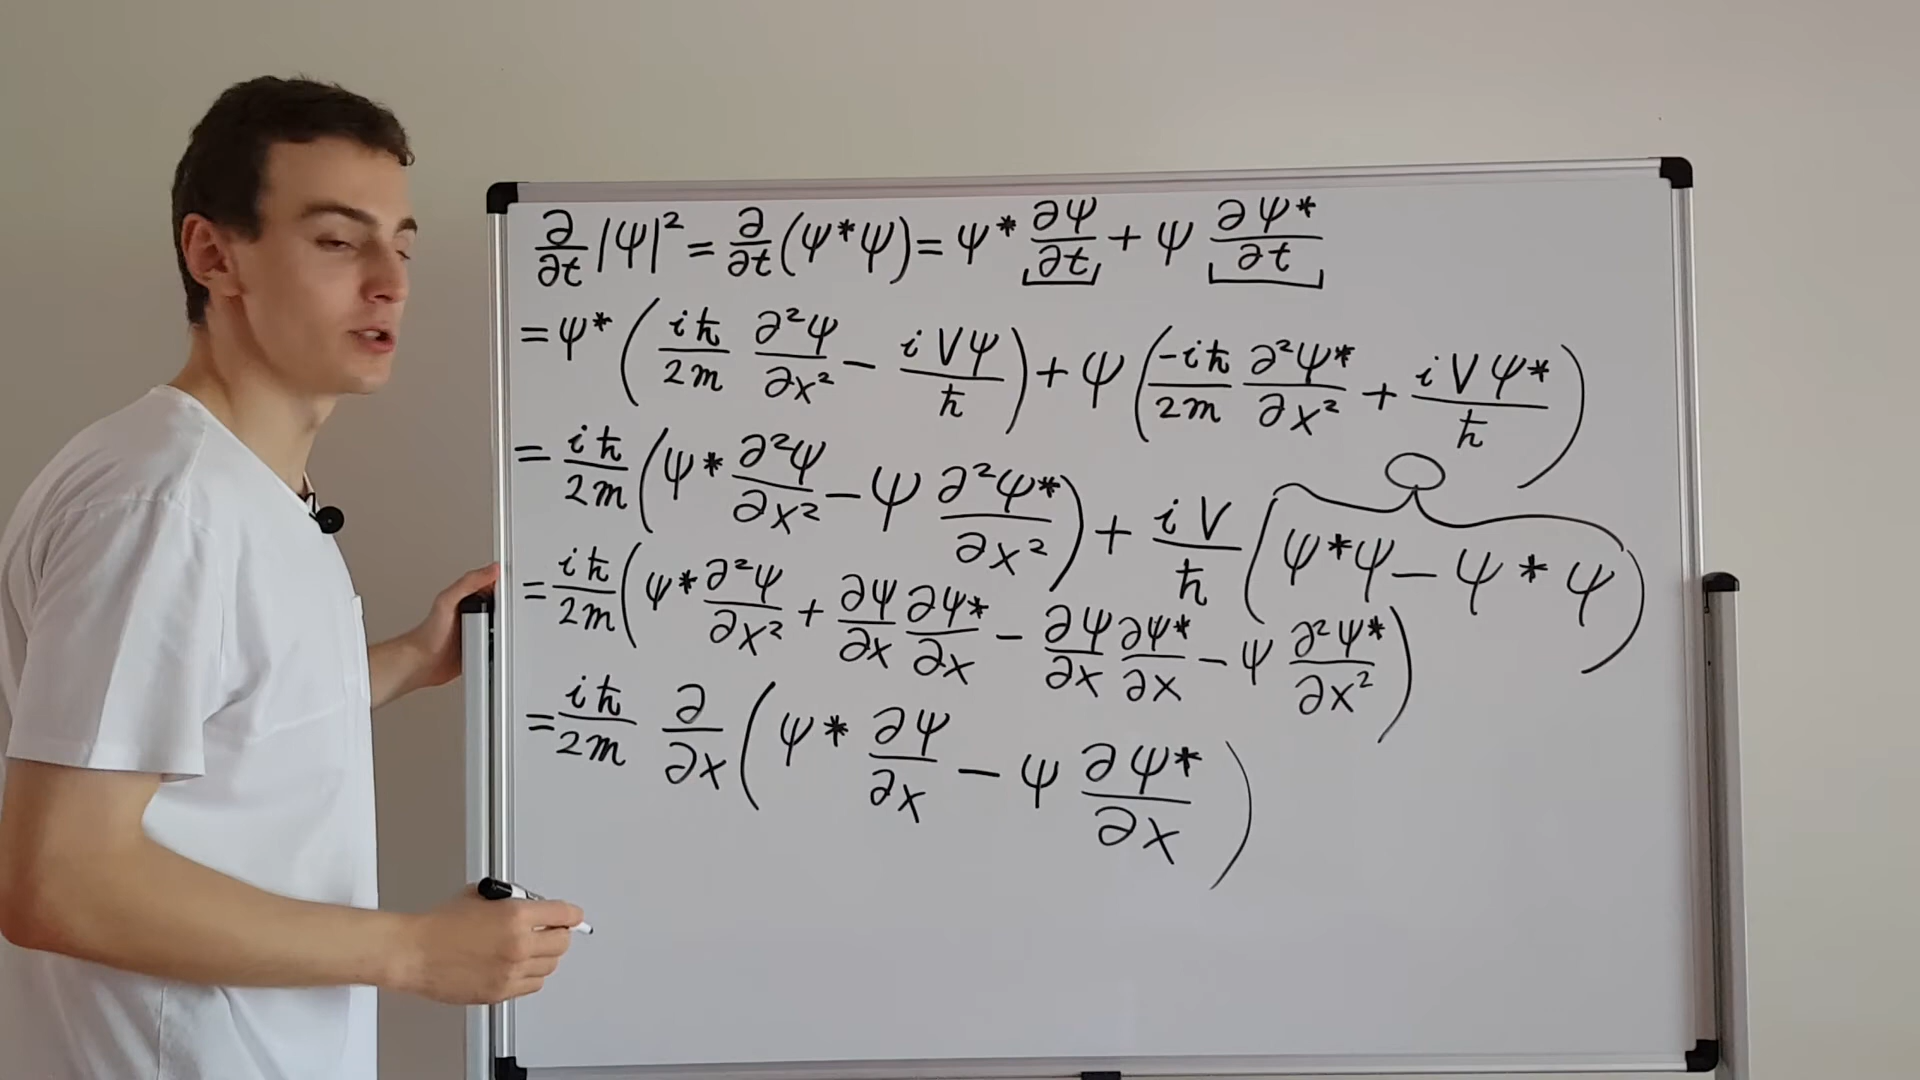 ∂/∂t |ψ|² = ∂/∂t (ψ*ψ) = ψ* ∂ψ/∂t + ψ ∂ψ*/∂t
= ψ* (iħ/2m ∂²ψ/∂x² − iVψ/ħ) + ψ (−iħ/2m ∂²ψ*/∂x² + iVψ*/ħ)
0
= iħ/2m (ψ* ∂²ψ/∂x² − ψ ∂²ψ*/∂x²) + iV/ħ (ψ*ψ − ψ*ψ)
= iħ/2m (ψ* ∂²ψ/∂x² + ∂ψ/∂x ∂ψ*/∂x − ∂ψ/∂x ∂ψ*/∂x − ψ ∂²ψ*/∂x²)
= iħ/2m ∂/∂x (ψ* ∂ψ/∂x − ψ ∂ψ*/∂x)